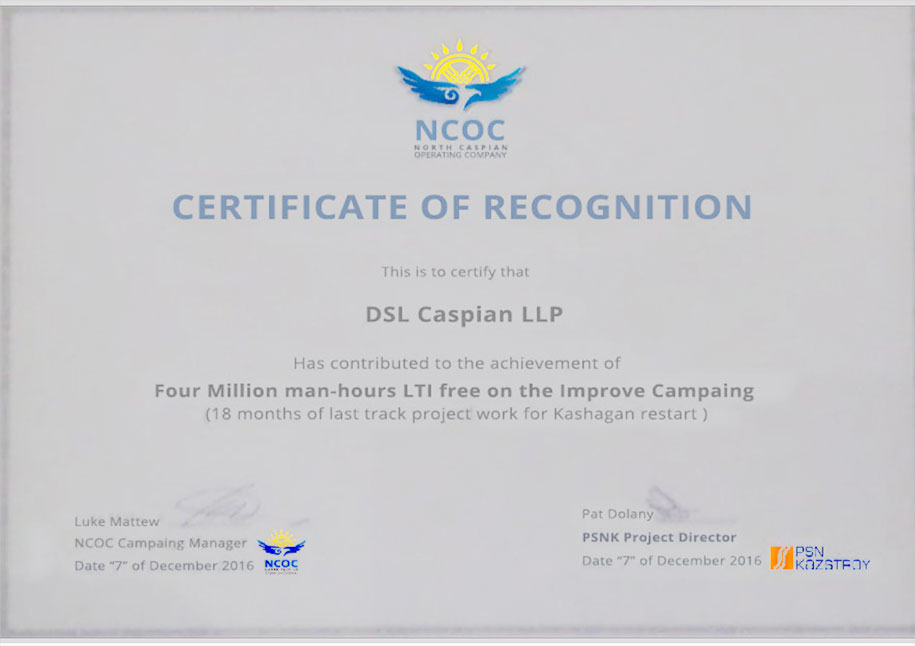 NCOC
NORTH CASPIAN
OPERATING COMPANY
CERTIFICATE OF RECOGNITION
This is to certify that
DSL Caspian LLP
Has contributed to the achievement of
Four Million man-hours LTI free on the Improve Campaing
(18 months of last track project work for Kashagan restart )
Luke Mattew
NCOC Campaing Manager
Date “7” of December 2016
NCOC
Pat Dolany
PSNK Project Director
Date “7” of December 2016
PSN
KAZSTROY